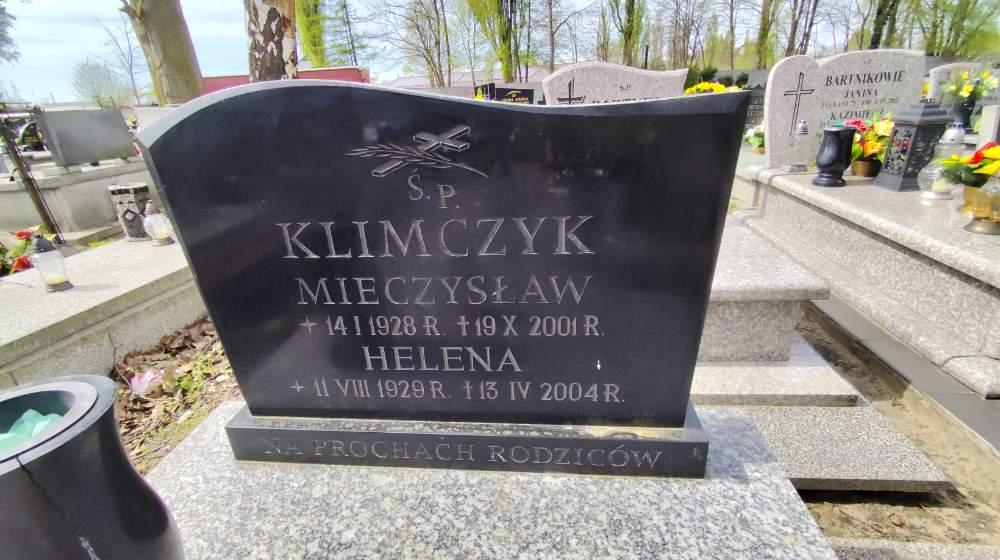 Ś.P.
KLIMCZYK
MIECZYSŁAW
+ 14 I 1928 R. ✝ 19 X 2001 R.
HELENA
+ 11 VIII 1929 R. ✝ 13 IV 2004 R.
NA PROCHACH RODZICÓW
Ś.P.
BARTNIKOWIE
JANINA